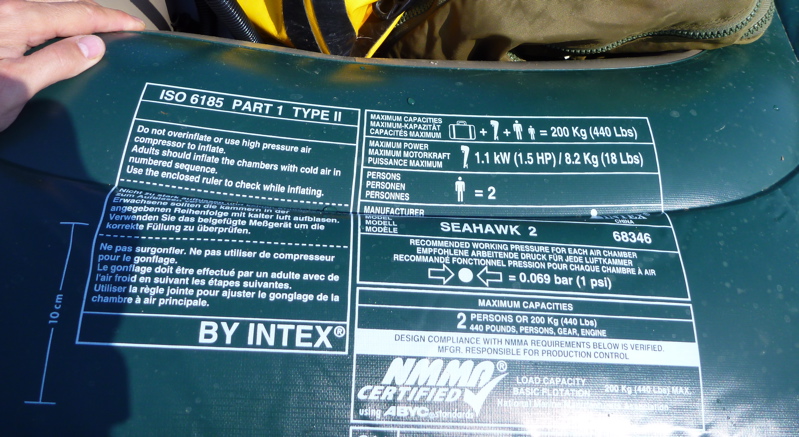 ISO 6185 PART 1 TYPE II
Do not overinflate or use high pressure air
compressor to inflate.
Adults should inflate the chambers with cold air in
numbered sequence.
Use the enclosed ruler to check while inflating.
Erwachsene sollten die kammern in der
angegebenen Reihenfolge mit kalter luft aufblasen.
Verwenden Sie das beigefügte Meßgerät um die
korrekte Füllung zu überprüfen.
Ne pas surgonfler. Ne pas utiliser de compresseur
pour le gonflage.
Le gonflage doit être effectué par un adulte avec de
l'air froid en suivant les étapes suivantes.
Utiliser la règle jointe pour ajuster le gonglage de la
chambre à air principale.
BY INTEX®
10 cm
MAXIMUM CAPACITIES
MAXIMUM-KAPAZITÄT
CAPACITÉS MAXIMUM
+ + = 200 Kg (440 Lbs)
MAXIMUM POWER
MAXIMUM MOTORKRAFT
PUISSANCE MAXIMUM
1.1 kW (1.5 HP) / 8.2 Kg (18 Lbs)
PERSONS
PERSONEN
PERSONNES
= 2
MANUFACTURER
CHINA
MODEL
MODELL
MODÈLE
SEAHAWK 2
68346
RECOMMENDED WORKING PRESSURE FOR EACH AIR CHAMBER
EMPFOHLENE ARBEITENDE DRUCK FÜR JEDE LUFTKAMMER
RECOMMANDÉ FONCTIONNEL PRESSION POUR CHAQUE CHAMBRE À AIR
= 0.069 bar (1 psi)
MAXIMUM CAPACITIES
2 PERSONS OR 200 Kg (440 Lbs)
440 POUNDS, PERSONS, GEAR, ENGINE
DESIGN COMPLIANCE WITH NMMA REQUIREMENTS BELOW IS VERIFIED.
MFGR. RESPONSIBLE FOR PRODUCTION CONTROL
NMMA®
CERTIFIED
using ABYC standards
LOAD CAPACITY
BASIC FLOTATION
200 Kg (440 Lbs) MAX.